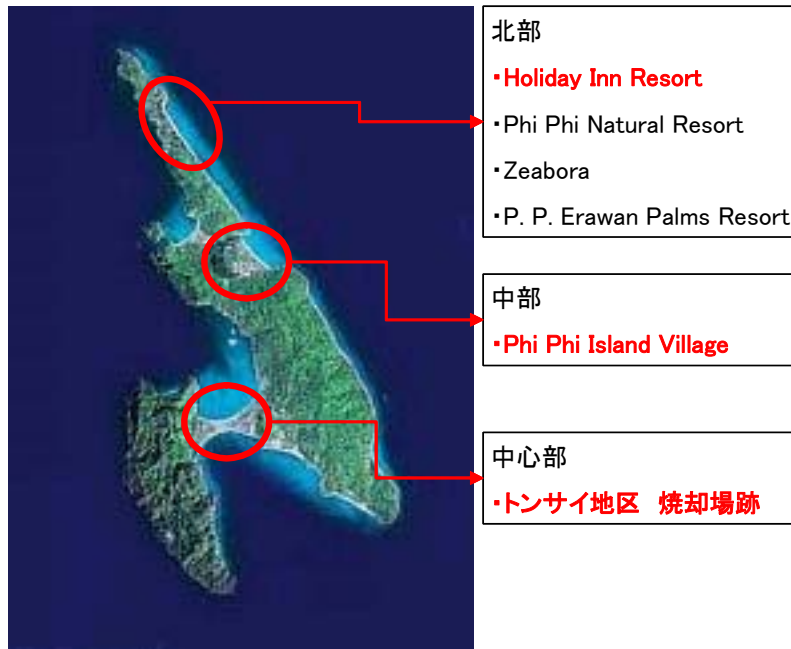 北部
・Holiday Inn Resort
・Phi Phi Natural Resort
・Zeabora
・P. P. Erawan Palms Resort
中部
・Phi Phi Island Village
中心部
・トンサイ地区　焼却場跡